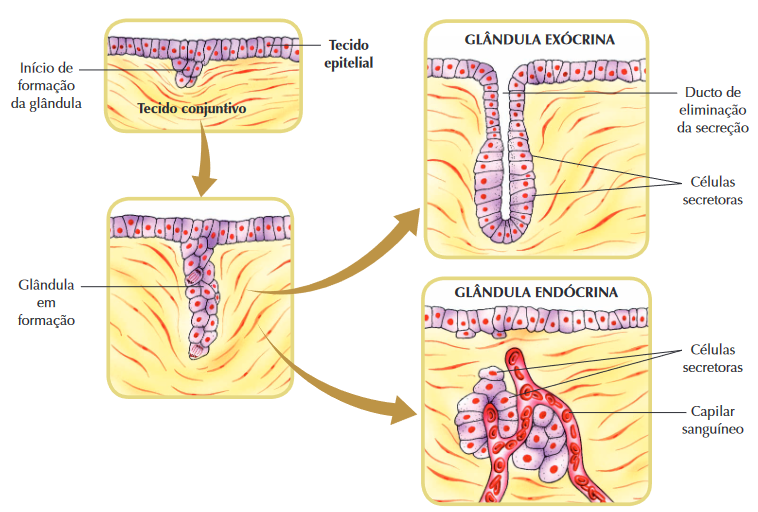 Tecido
epitelial
Início de
formação
da glândula
Tecido conjuntivo
Glândula
em
formação
GLÂNDULA EXÓCRINA
Ducto de
eliminação
da secreção
Células
secretoras
GLÂNDULA ENDÓCRINA
Células
secretoras
Capilar
sanguíneo